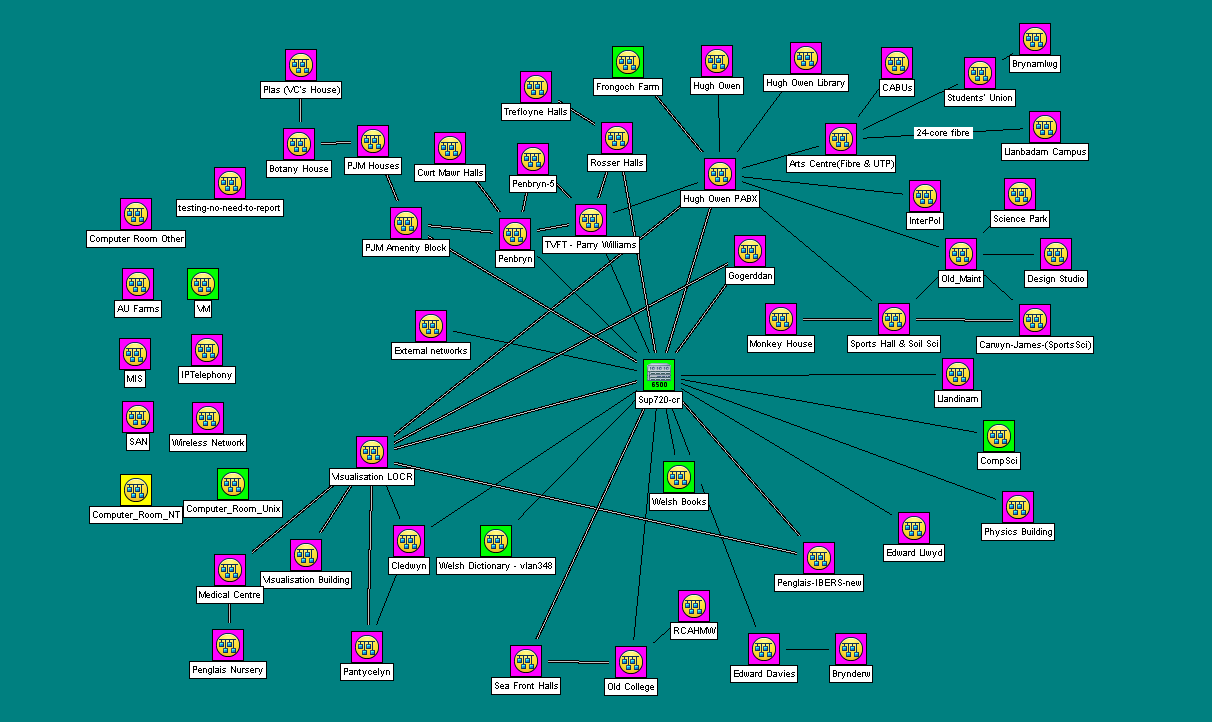 Brynamlwg
Plas (VC's House)
Frongoch Farm
Hugh Owen
Hugh Owen Library
CABUs
Students' Union
Trefloyne Halls
24-core fibre
Llanbadam Campus
Botany House
PJM Houses
Cwrt Mawr Halls
Rosser Halls
Arts Centre(Fibre & UTP)
Penbryn-5
testing-no-need-to-report
Hugh Owen PABX
InterPol
Science Park
Computer Room Other
PJM Amenity Block
Penbryn
TVFT - Parry Williams
Gogerddan
Old_Maint
Design Studio
AU Farms
VM
External networks
Monkey House
Sports Hall & Soil Sci
Carwyn-James-(SportsSci)
MIS
IPTelephony
6500
Sup720-cr
Llandinam
SAN
Wireless Network
CompSci
Visualisation LOCR
Welsh Books
Computer_Room_NT
Computer_Room_Unix
Physics Building
Edward Llwyd
Cledwyn
Welsh Dictionary - vlan348
Visualisation Building
Penglais-IBERS-new
Medical Centre
RCAHMW
Penglais Nursery
Pantycelyn
Sea Front Halls
Old College
Edward Davies
Brynderw